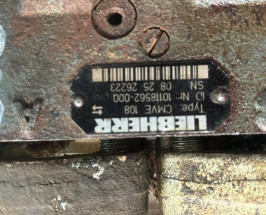 LIEBHERR
Type: CMVE 108
Id Nr: 10118562-000
SN 08 25 26223